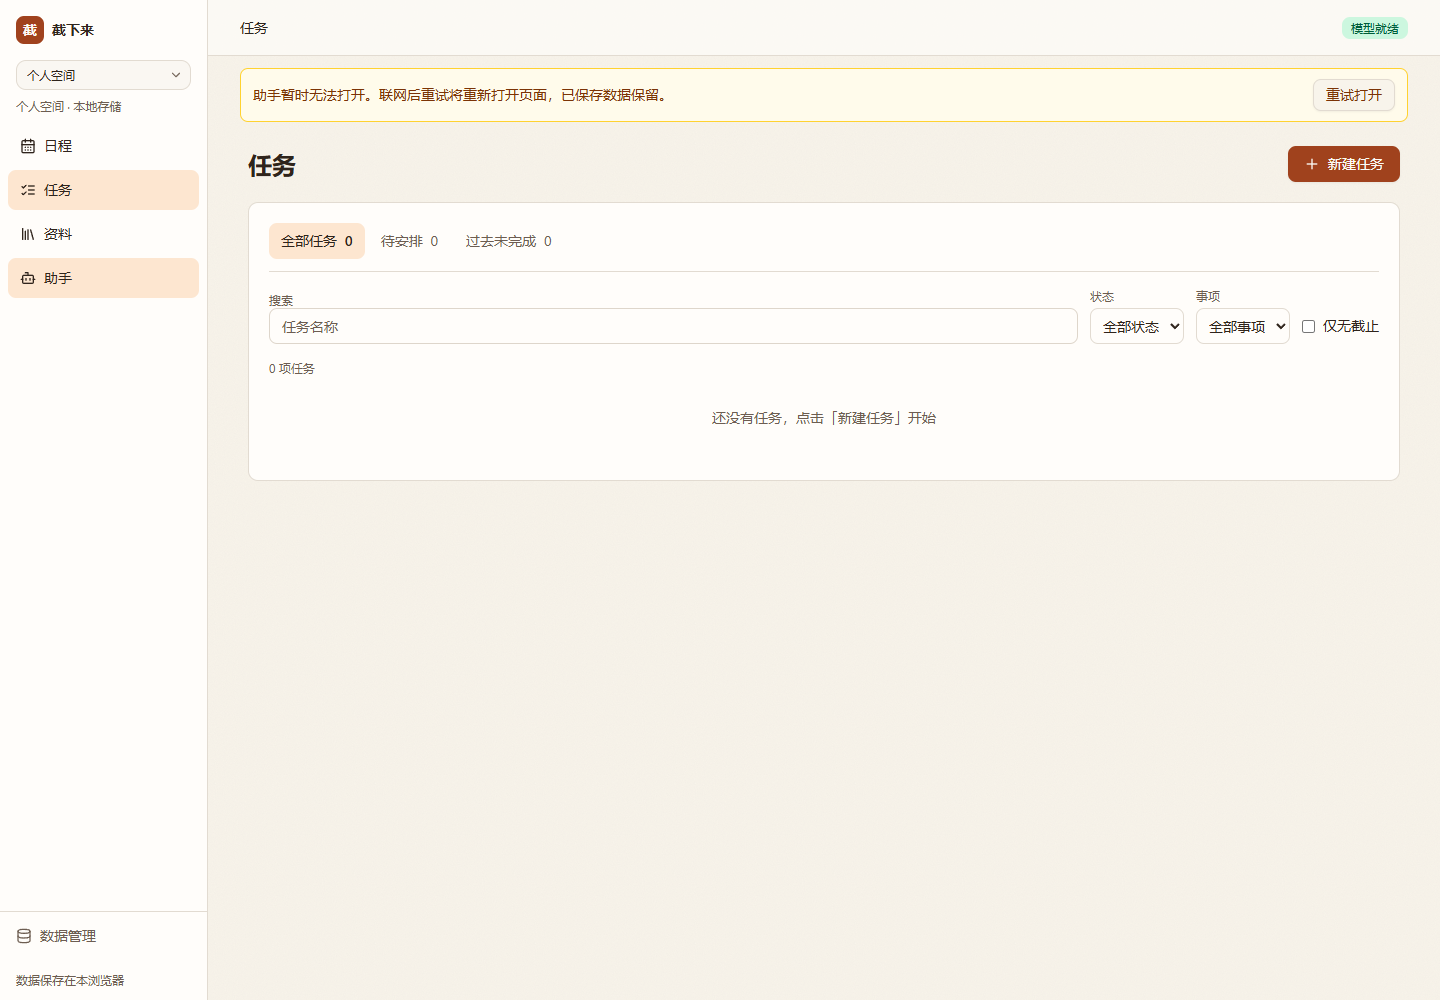 截 截下来
个人空间
个人空间 · 本地存储
日程
任务
资料
助手
数据管理
数据保存在本浏览器
任务
模型就绪
助手暂时无法打开。联网后重试将重新打开页面，已保存数据保留。
重试打开
任务
新建任务
全部任务 0 待安排 0 过去未完成 0
搜索 状态 事项
任务名称 全部状态 全部事项 仅无截止
0 项任务
还没有任务，点击「新建任务」开始